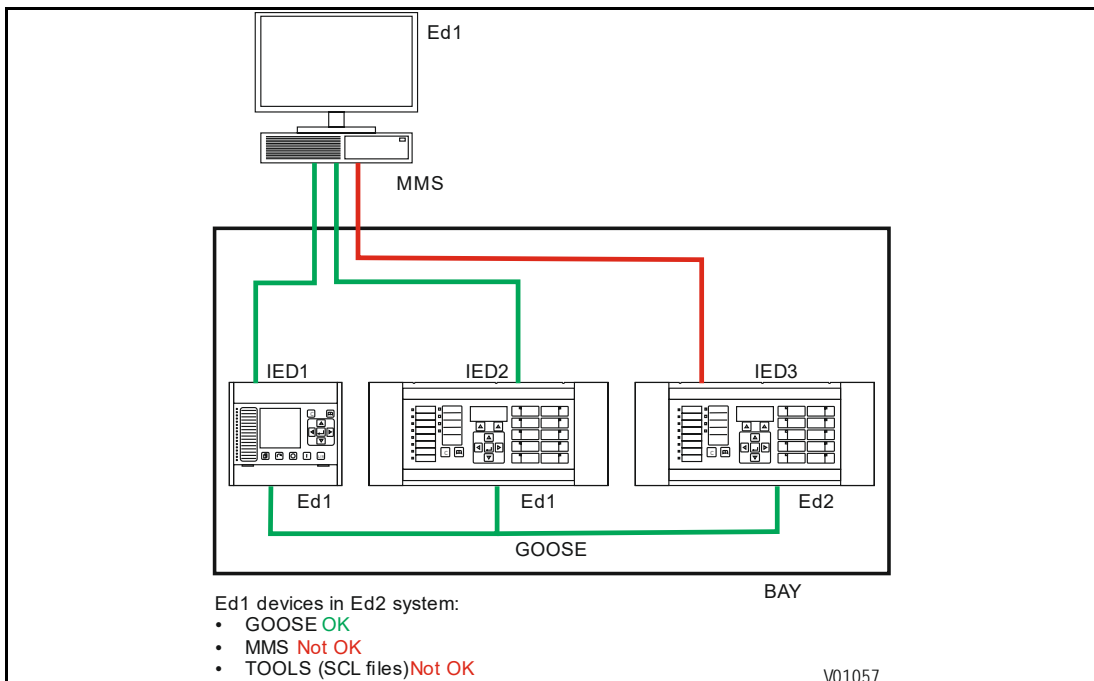 Ed1
MMS
IED1
IED2
IED3
Ed1
Ed1
Ed2
GOOSE
BAY
Ed1 devices in Ed2 system:
• GOOSE OK
• MMS Not OK
• TOOLS (SCL files)Not OK
V01057